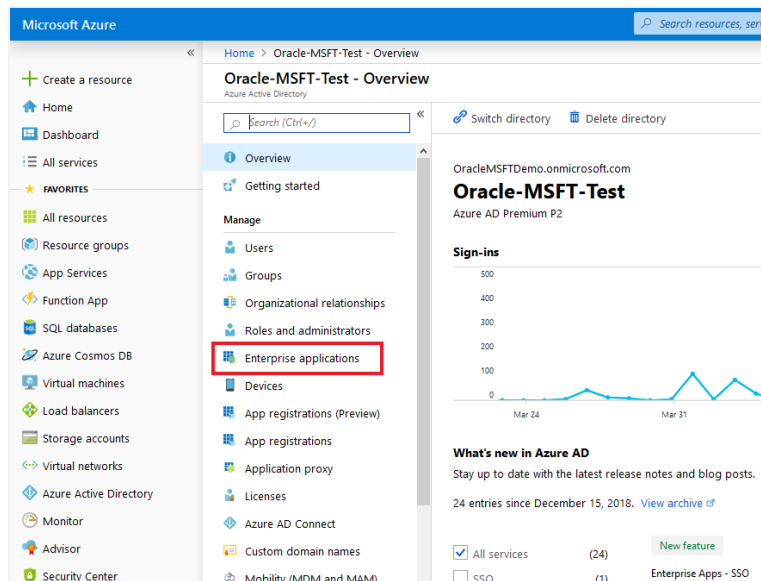 Microsoft Azure
Search resources, ser
Home > Oracle-MSFT-Test - Overview
Oracle-MSFT-Test - Overview
Azure Active Directory
Create a resource
Home
Dashboard
All services
FAVORITES
All resources
Resource groups
App Services
Function App
SQL databases
Azure Cosmos DB
Virtual machines
Load balancers
Storage accounts
Virtual networks
Azure Active Directory
Monitor
Advisor
Security Center
Search (Ctrl+/)
Overview
Getting started
Manage
Users
Groups
Organizational relationships
Roles and administrators
Enterprise applications
Devices
App registrations (Preview)
App registrations
Application proxy
Licenses
Azure AD Connect
Custom domain names
Mobility (MDM and MAM)
Switch directory
Delete directory
OracleMSFTDemo.onmicrosoft.com
Oracle-MSFT-Test
Azure AD Premium P2
Sign-ins
500
400
300
200
100
0
Mar 24
Mar 31
What's new in Azure AD
Stay up to date with the latest release notes and blog posts.
24 entries since December 15, 2018. View archive
All services (24)
SSO (1)
New feature
Enterprise Apps - SSO